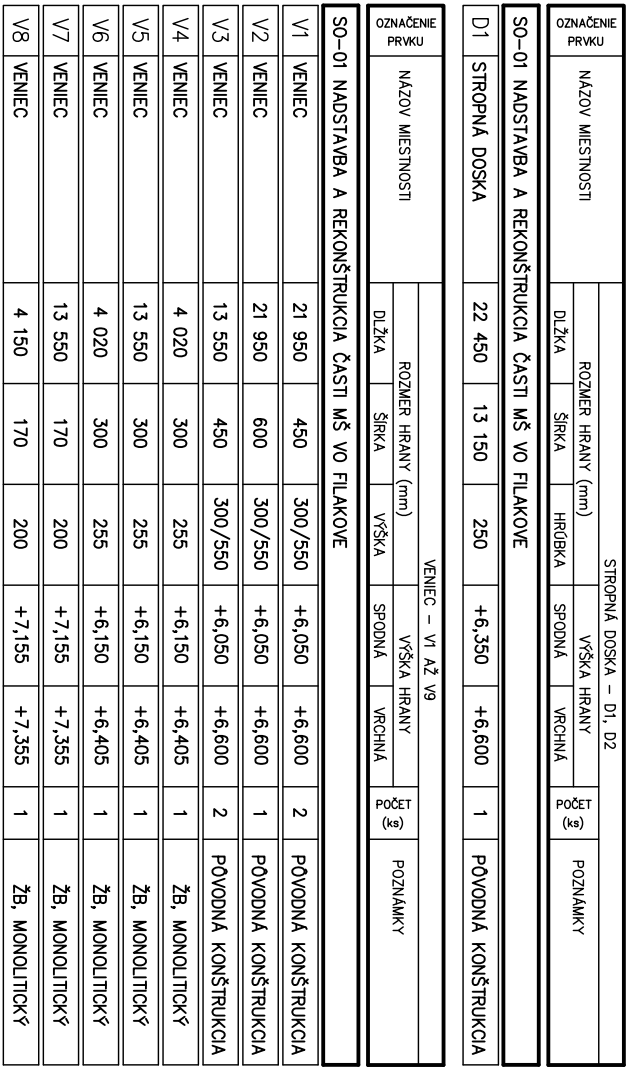 STROPNÁ DOSKA – D1, D2
OZNAČENIE PRVKU NÁZOV MIESTNOSTI ROZMER HRANY (mm) VÝŠKA HRANY POČET (ks) POZNÁMKY
DLŽKA ŠÍRKA HRÚBKA SPODNÁ VRCHNÁ
SO–01 NADSTAVBA A REKONŠTRUKCIA ČASTI MŠ VO FILAKOVE
D1 STROPNÁ DOSKA 22 450 13 150 250 +6,350 +6,600 1 PÔVODNÁ KONŠTRUKCIA
VENIEC – V1 AŽ V9
OZNAČENIE PRVKU NÁZOV MIESTNOSTI ROZMER HRANY (mm) VÝŠKA HRANY POČET (ks) POZNÁMKY
DLŽKA ŠÍRKA VÝŠKA SPODNÁ VRCHNÁ
SO–01 NADSTAVBA A REKONŠTRUKCIA ČASTI MŠ VO FILAKOVE
V1 VENIEC 21 950 450 300/550 +6,050 +6,600 2 PÔVODNÁ KONŠTRUKCIA
V2 VENIEC 21 950 600 300/550 +6,050 +6,600 1 PÔVODNÁ KONŠTRUKCIA
V3 VENIEC 13 550 450 300/550 +6,050 +6,600 2 PÔVODNÁ KONŠTRUKCIA
V4 VENIEC 4 020 300 255 +6,150 +6,405 1 ŽB, MONOLITICKÝ
V5 VENIEC 13 550 300 255 +6,150 +6,405 1 ŽB, MONOLITICKÝ
V6 VENIEC 4 020 300 255 +6,150 +6,405 1 ŽB, MONOLITICKÝ
V7 VENIEC 13 550 170 200 +7,155 +7,355 1 ŽB, MONOLITICKÝ
V8 VENIEC 4 150 170 200 +7,155 +7,355 1 ŽB, MONOLITICKÝ